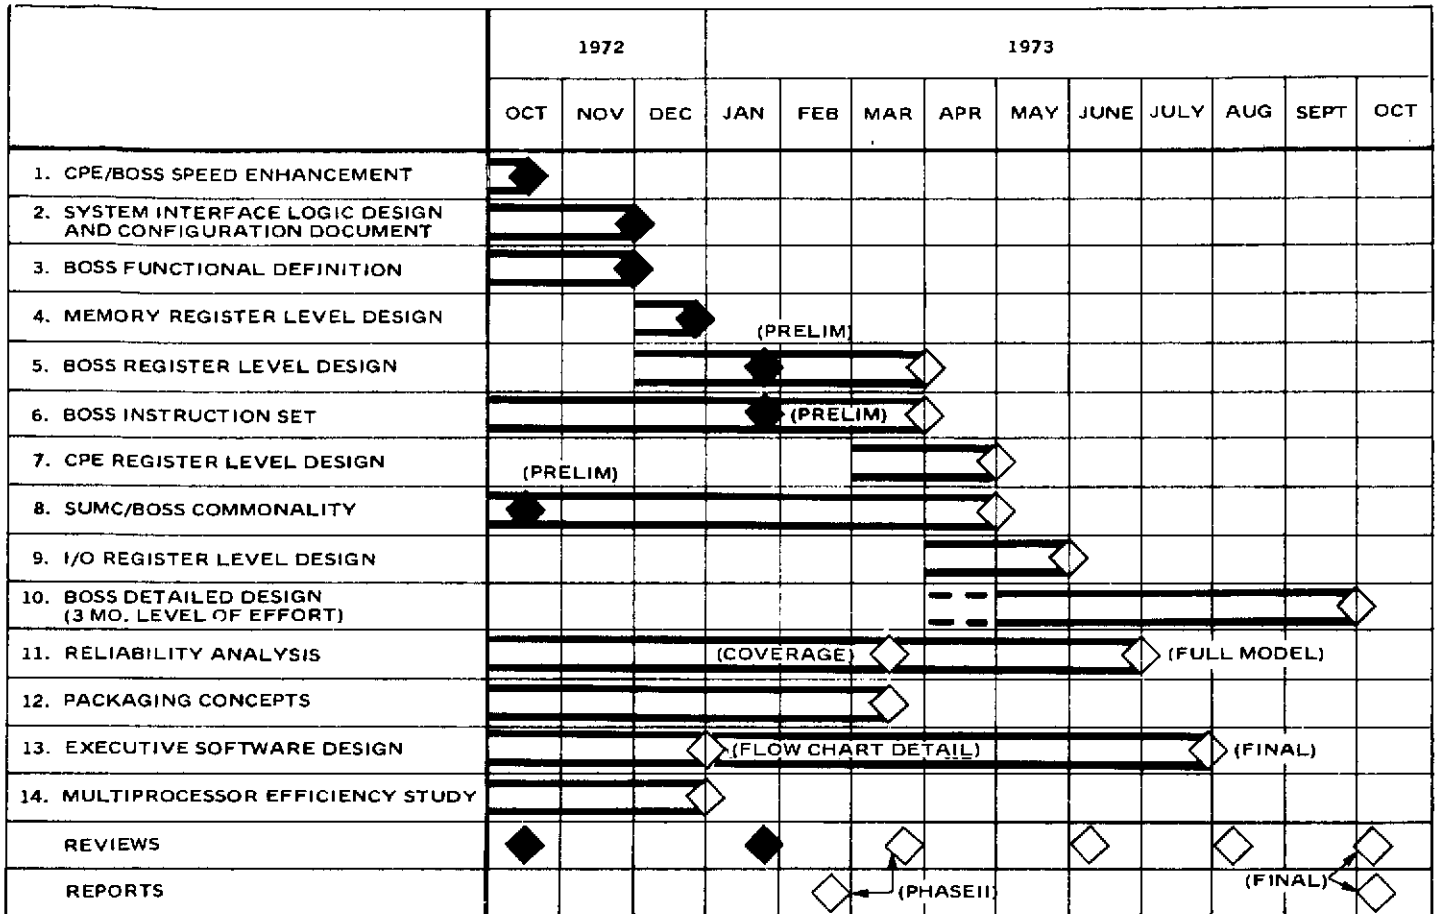 1972
1973
OCT NOV DEC JAN FEB MAR APR MAY JUNE JULY AUG SEPT OCT
1. CPE/BOSS SPEED ENHANCEMENT
2. SYSTEM INTERFACE LOGIC DESIGN
AND CONFIGURATION DOCUMENT
3. BOSS FUNCTIONAL DEFINITION
4. MEMORY REGISTER LEVEL DESIGN
(PRELIM)
5. BOSS REGISTER LEVEL DESIGN
6. BOSS INSTRUCTION SET
(PRELIM)
7. CPE REGISTER LEVEL DESIGN
(PRELIM)
8. SUMC/BOSS COMMONALITY
9. I/O REGISTER LEVEL DESIGN
10. BOSS DETAILED DESIGN
(3 MO. LEVEL OF EFFORT)
11. RELIABILITY ANALYSIS
(COVERAGE)
(FULL MODEL)
12. PACKAGING CONCEPTS
13. EXECUTIVE SOFTWARE DESIGN
(FLOW CHART DETAIL)
(FINAL)
14. MULTIPROCESSOR EFFICIENCY STUDY
REVIEWS
REPORTS
(PHASE II)
(FINAL)